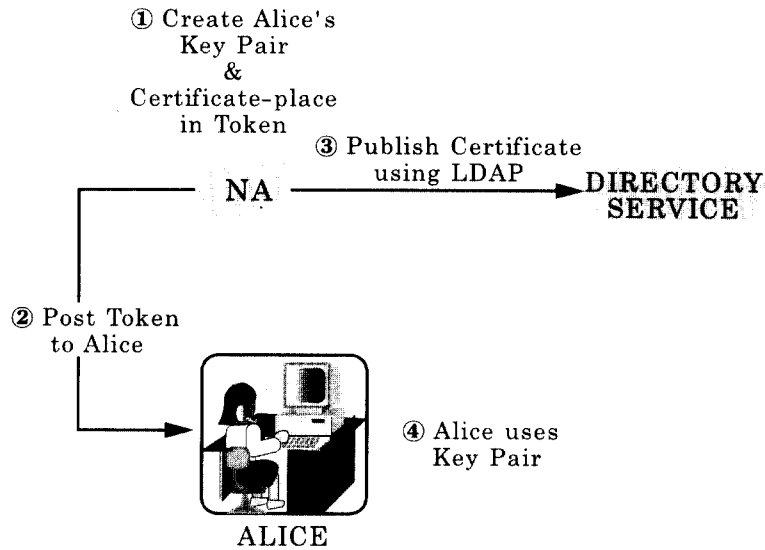 ① Create Alice's
Key Pair
&
Certificate-place
in Token
③ Publish Certificate
using LDAP
NA
DIRECTORY
SERVICE
② Post Token
to Alice
④ Alice uses
Key Pair
ALICE